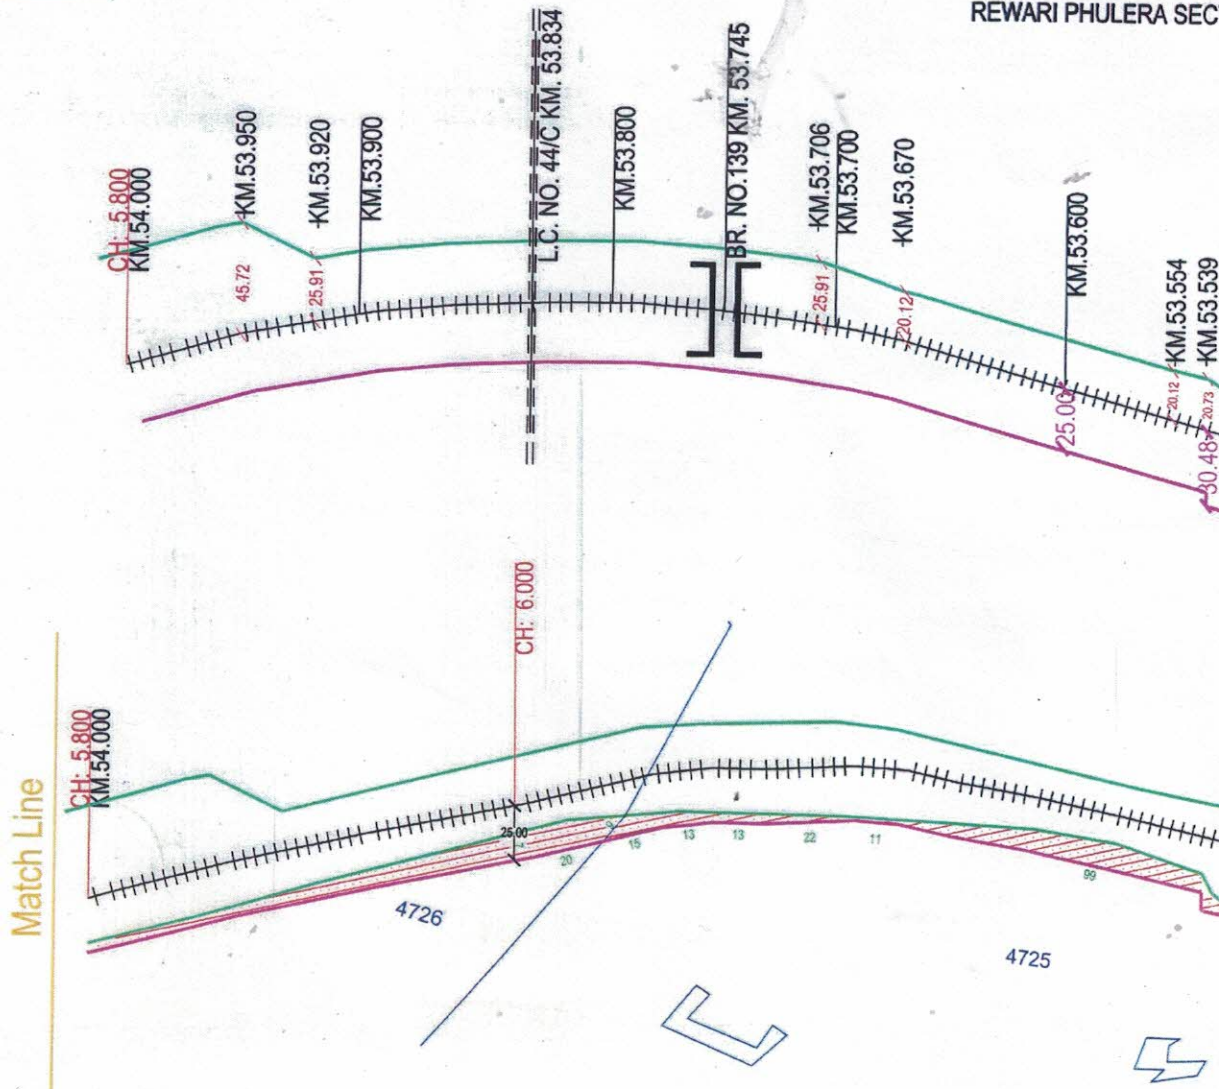 REWARI PHULERA SEC
CH: 5.800
KM.54.000
KM.53.950
KM.53.920
KM.53.900
L.C. NO. 44/C KM. 53.834
KM.53.800
BR. NO.139 KM. 53.745
KM.53.706
KM.53.700
KM.53.670
KM.53.600
KM.53.554
KM.53.539
45.72
25.91
25.91
20.12
25.00
20.12
20.73
30.48
CH: 6.000
Match Line
CH: 5.800
KM.54.000
25.00
20
15
13
13
22
11
99
4726
4725